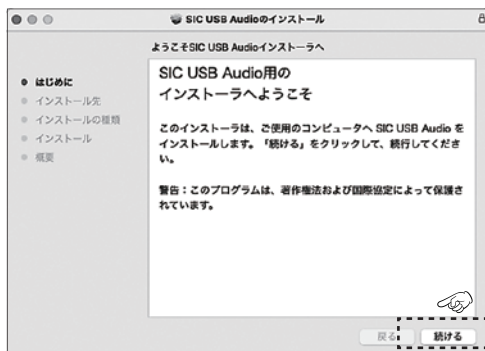 SIC USB Audioのインストール
ようこそSIC USB Audioインストーラへ
はじめに
インストール先
インストールの種類
インストール
概要
SIC USB Audio用の
インストーラへようこそ
このインストーラは、ご使用のコンピュータへ SIC USB Audio を
インストールします。「続ける」をクリックして、続行してくださ
い。
警告：このプログラムは、著作権法および国際協定によって保護さ
れています。
戻る
続ける